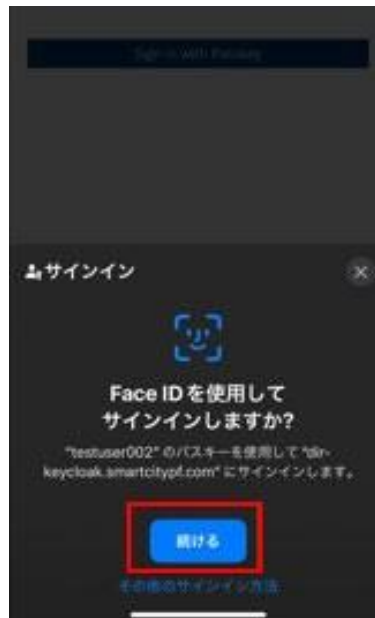 Sign in with Passkey
サインイン
Face IDを使用して
サインインしますか?
"testuser002" のパスキーを使用して "dir-
keycloak.smartcitypf.com" にサインインします。
続ける
その他のサインイン方法